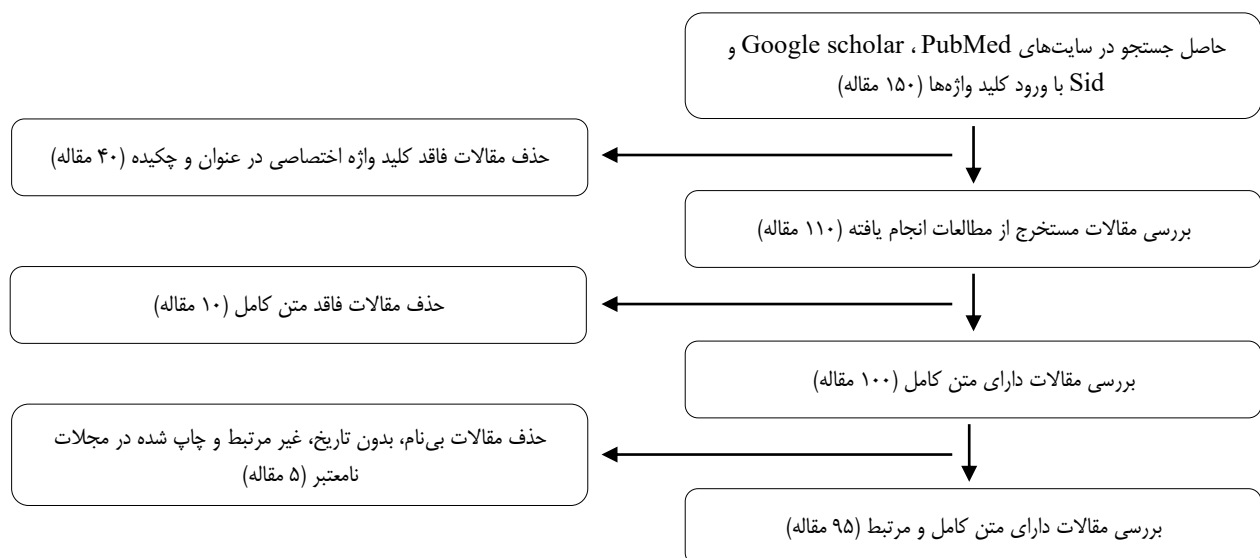 حاصل جستجو در سایت‌های Google scholar ، PubMed و
Sid با ورود کلید واژه‌ها (۱۵۰ مقاله)
حذف مقالات فاقد کلید واژه اختصاصی در عنوان و چکیده (۴۰ مقاله)
بررسی مقالات مستخرج از مطالعات انجام یافته (۱۱۰ مقاله)
حذف مقالات فاقد متن کامل (۱۰ مقاله)
بررسی مقالات دارای متن کامل (۱۰۰ مقاله)
حذف مقالات بی‌نام، بدون تاریخ، غیر مرتبط و چاپ شده در مجلات
نامعتبر (۵ مقاله)
بررسی مقالات دارای متن کامل و مرتبط (۹۵ مقاله)